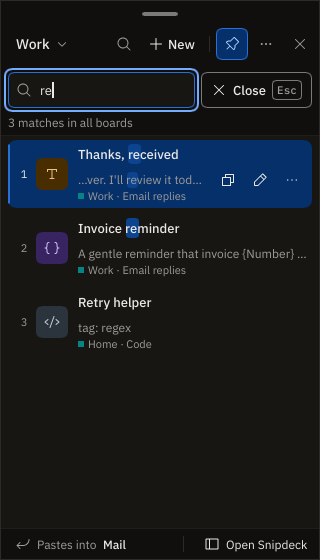 Work
New
re
Close Esc
3 matches in all boards
1
T
Thanks, received
...ver. I'll review it tod...
Work · Email replies
2
{ }
Invoice reminder
A gentle reminder that invoice {Number} ...
Work · Email replies
3
</>
Retry helper
tag: regex
Home · Code
Pastes into Mail
Open Snipdeck